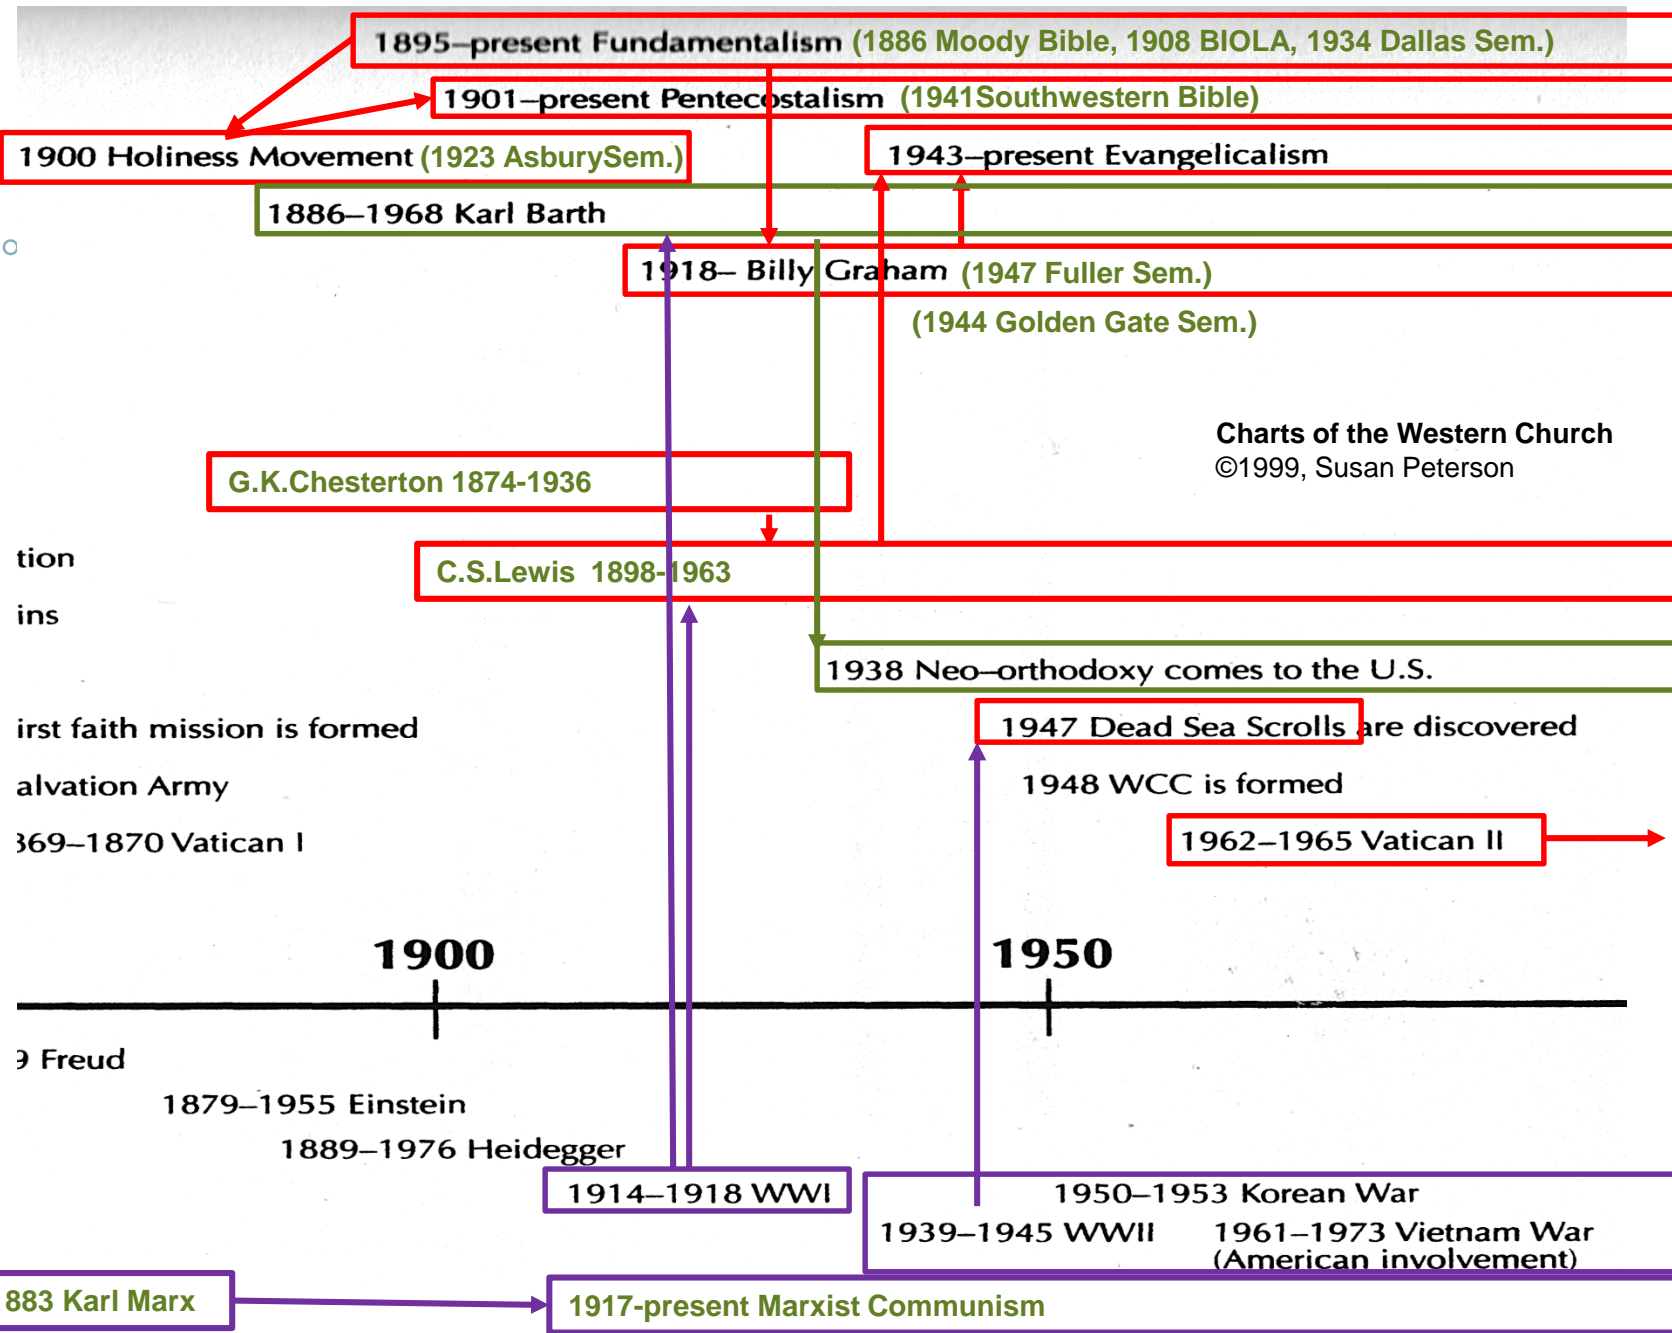 1895–present Fundamentalism (1886 Moody Bible, 1908 BIOLA, 1934 Dallas Sem.)
1901–present Pentecostalism (1941Southwestern Bible)
1900 Holiness Movement (1923 AsburySem.)
1943–present Evangelicalism
1886–1968 Karl Barth
1918– Billy Graham (1947 Fuller Sem.)
(1944 Golden Gate Sem.)
Charts of the Western Church
©1999, Susan Peterson
G.K.Chesterton 1874-1936
tion
C.S.Lewis 1898-1963
ins
1938 Neo–orthodoxy comes to the U.S.
irst faith mission is formed
1947 Dead Sea Scrolls are discovered
alvation Army
1948 WCC is formed
369–1870 Vatican I
1962–1965 Vatican II
1900
1950
9 Freud
1879–1955 Einstein
1889–1976 Heidegger
1914–1918 WWI
1950–1953 Korean War
1939–1945 WWII
1961–1973 Vietnam War
(American involvement)
883 Karl Marx
1917-present Marxist Communism